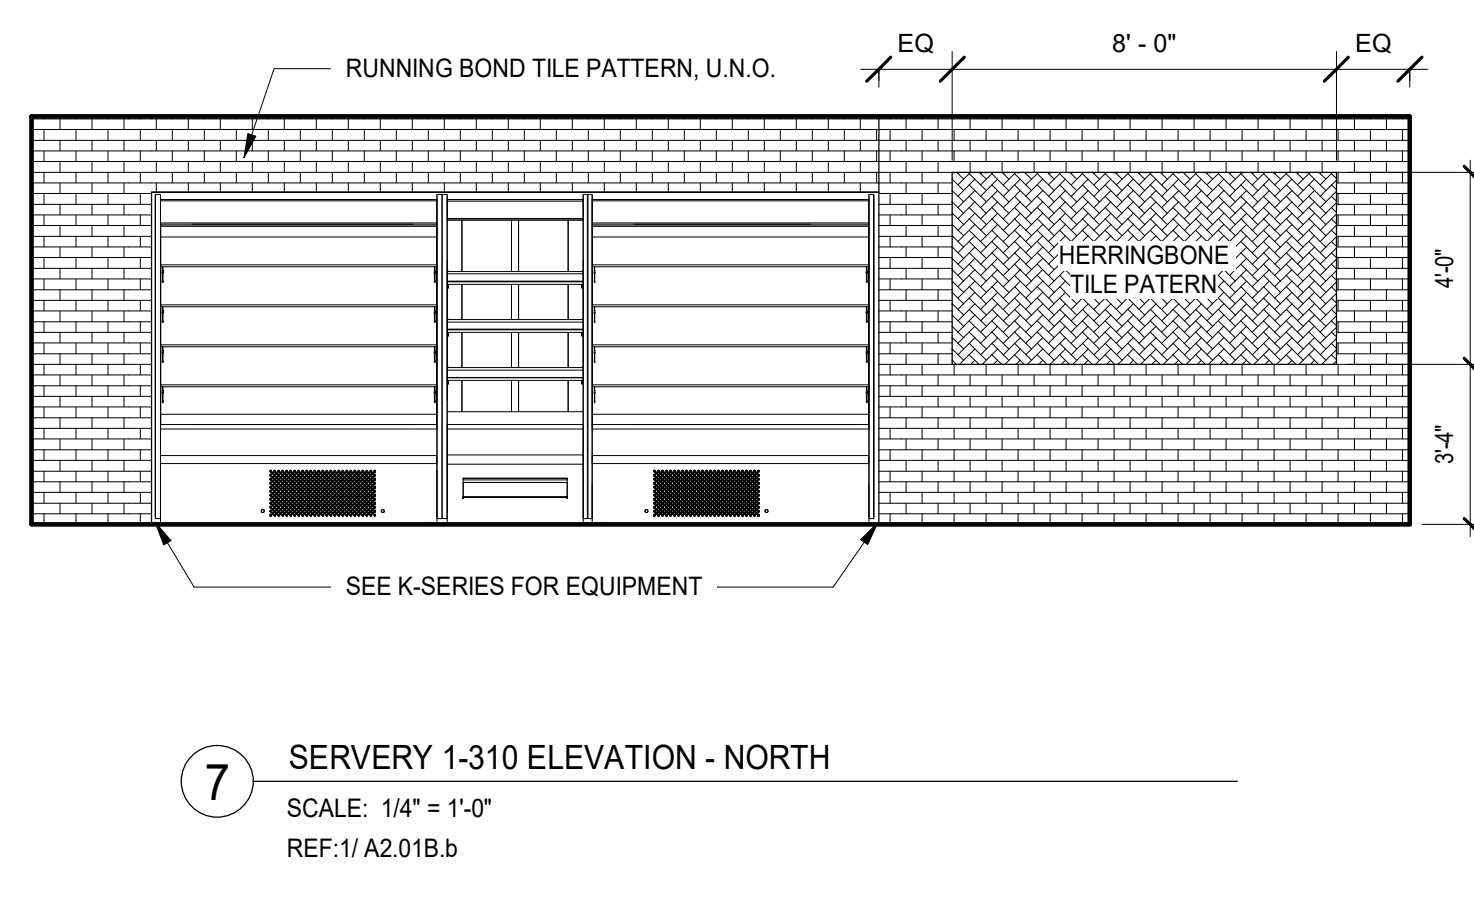 EQ
8' - 0"
EQ
RUNNING BOND TILE PATTERN, U.N.O.
HERRINGBONE
TILE PATERN
4'-0"
3'-4"
SEE K-SERIES FOR EQUIPMENT
7
SERVERY 1-310 ELEVATION - NORTH
SCALE: 1/4" = 1'-0"
REF:1/ A2.01B.b